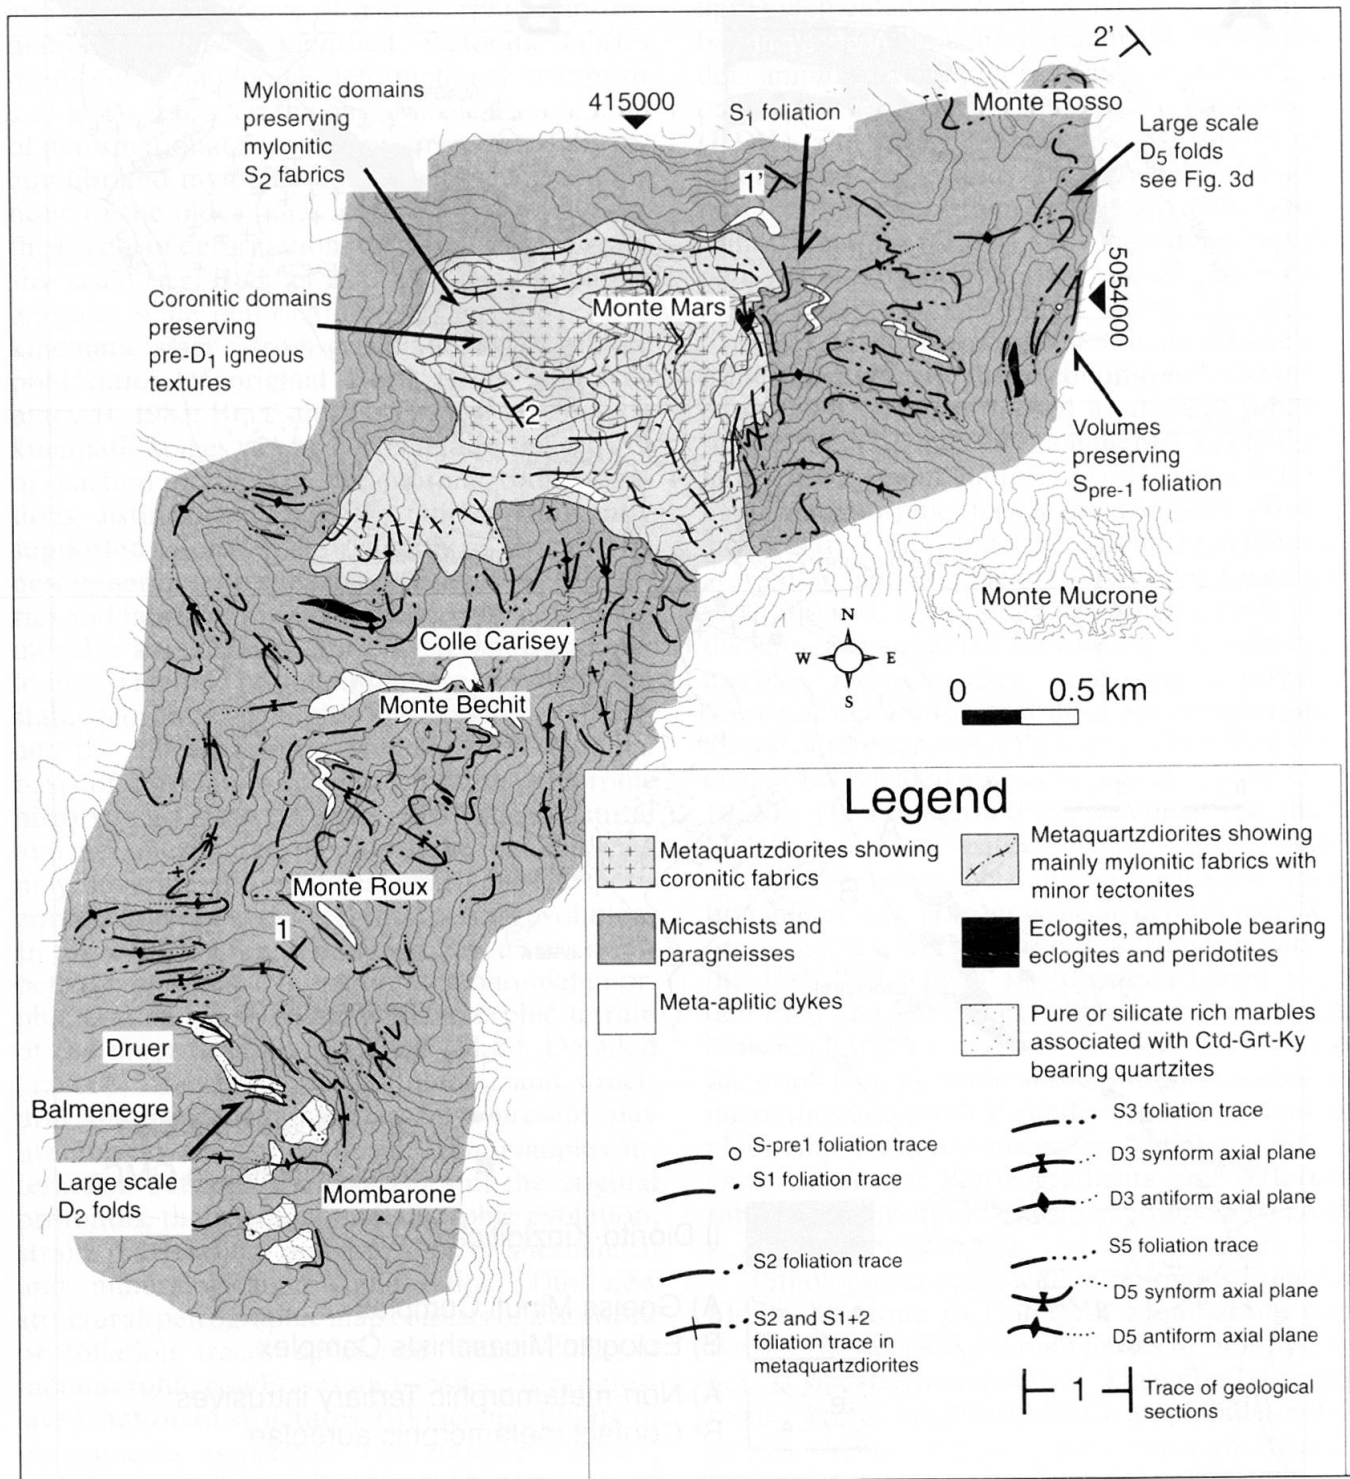 2'
Mylonitic domains
preserving
mylonitic
S2 fabrics
415000
S1 foliation
Monte Rosso
Large scale
D5 folds
see Fig. 3d
1'
5054000
Coronitic domains
preserving
pre-D1 igneous
textures
Monte Mars
2
Volumes
preserving
Spre-1 foliation
Monte Mucrone
Colle Carisey
N
W
E
S
Monte Bechit
0
0.5 km
Monte Roux
1
Druer
Balmenegre
Large scale
D2 folds
Mombarone
Legend
Metaquartzdiorites showing
coronitic fabrics
Micaschists and
paragneisses
Meta-aplitic dykes
Metaquartzdiorites showing
mainly mylonitic fabrics with
minor tectonites
Eclogites, amphibole bearing
eclogites and peridotites
Pure or silicate rich marbles
associated with Ctd-Grt-Ky
bearing quartzites
S-pre1 foliation trace
S1 foliation trace
S2 foliation trace
S2 and S1+2
foliation trace in
metaquartzdiorites
S3 foliation trace
D3 synform axial plane
D3 antiform axial plane
S5 foliation trace
D5 synform axial plane
D5 antiform axial plane
1
Trace of geological
sections